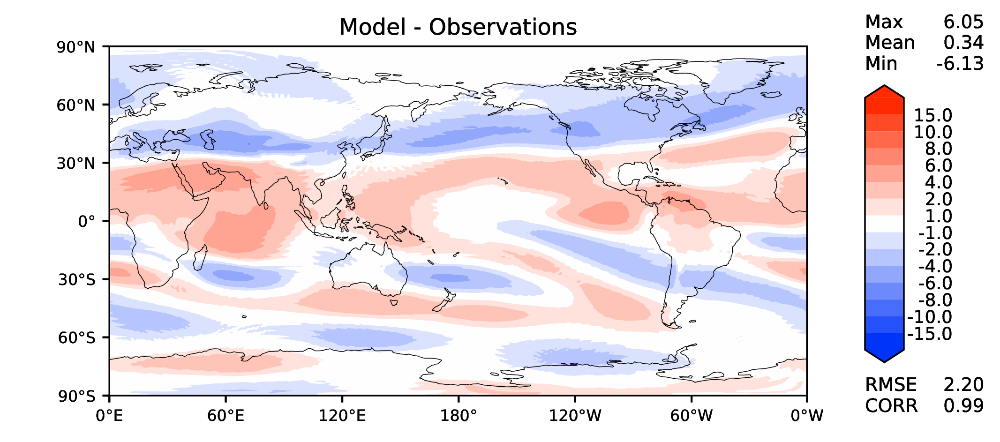 Model - Observations
Max 6.05
Mean 0.34
Min -6.13
90°N
60°N
30°N
0°
30°S
60°S
90°S
0°E 60°E 120°E 180° 120°W 60°W 0°W
15.0
10.0
8.0
6.0
4.0
2.0
1.0
-1.0
-2.0
-4.0
-6.0
-8.0
-10.0
-15.0
RMSE 2.20
CORR 0.99